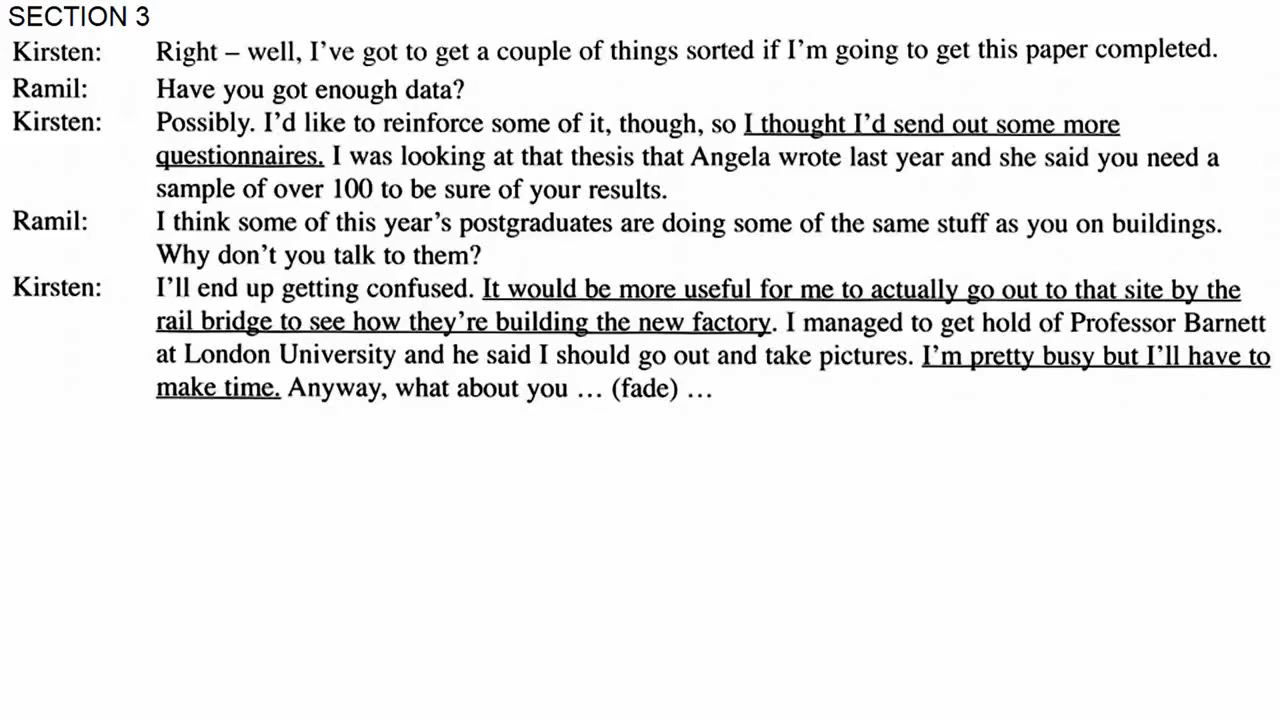 SECTION 3
Kirsten: Right – well, I've got to get a couple of things sorted if I'm going to get this paper completed.
Ramil: Have you got enough data?
Kirsten: Possibly. I'd like to reinforce some of it, though, so I thought I'd send out some more
questionnaires. I was looking at that thesis that Angela wrote last year and she said you need a
sample of over 100 to be sure of your results.
Ramil: I think some of this year's postgraduates are doing some of the same stuff as you on buildings.
Why don't you talk to them?
Kirsten: I'll end up getting confused. It would be more useful for me to actually go out to that site by the
rail bridge to see how they're building the new factory. I managed to get hold of Professor Barnett
at London University and he said I should go out and take pictures. I'm pretty busy but I'll have to
make time. Anyway, what about you … (fade) …